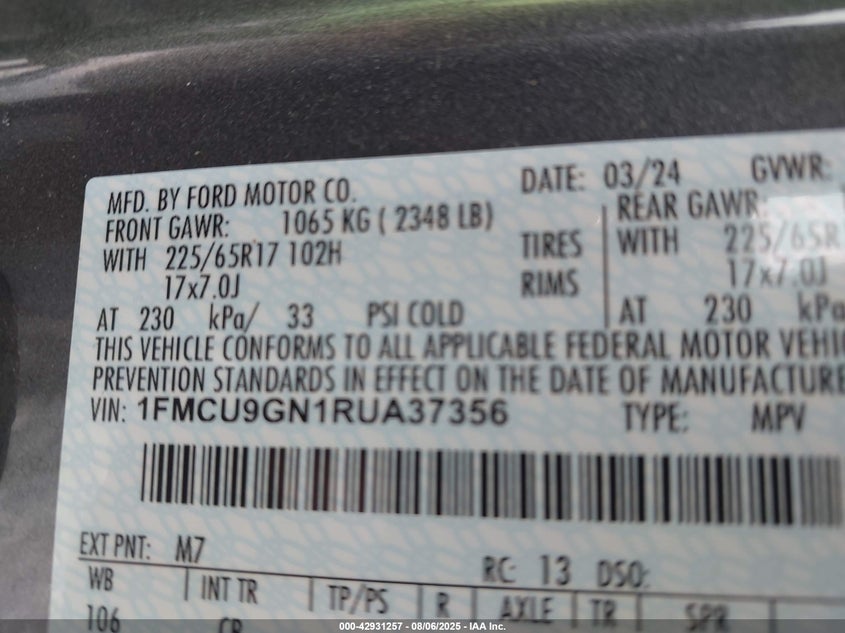 MFD. BY FORD MOTOR CO. DATE: 03/24 GVWR:
FRONT GAWR: 1065 KG ( 2348 LB) REAR GAWR:
WITH 225/65R17 102H TIRES WITH 225/65R
17x7.0J RIMS 17x7.0J
AT 230 kPa/ 33 PSI COLD AT 230 kPa
THIS VEHICLE CONFORMS TO ALL APPLICABLE FEDERAL MOTOR VEHI
PREVENTION STANDARDS IN EFFECT ON THE DATE OF MANUFACTURE
VIN: 1FMCU9GN1RUA37356 TYPE: MPV
EXT PNT: M7 RC: 13 DSO:
WB INT TR TP/PS R AXLE TR SPR
106
000-42931257 - 08/06/2025 - IAA Inc.